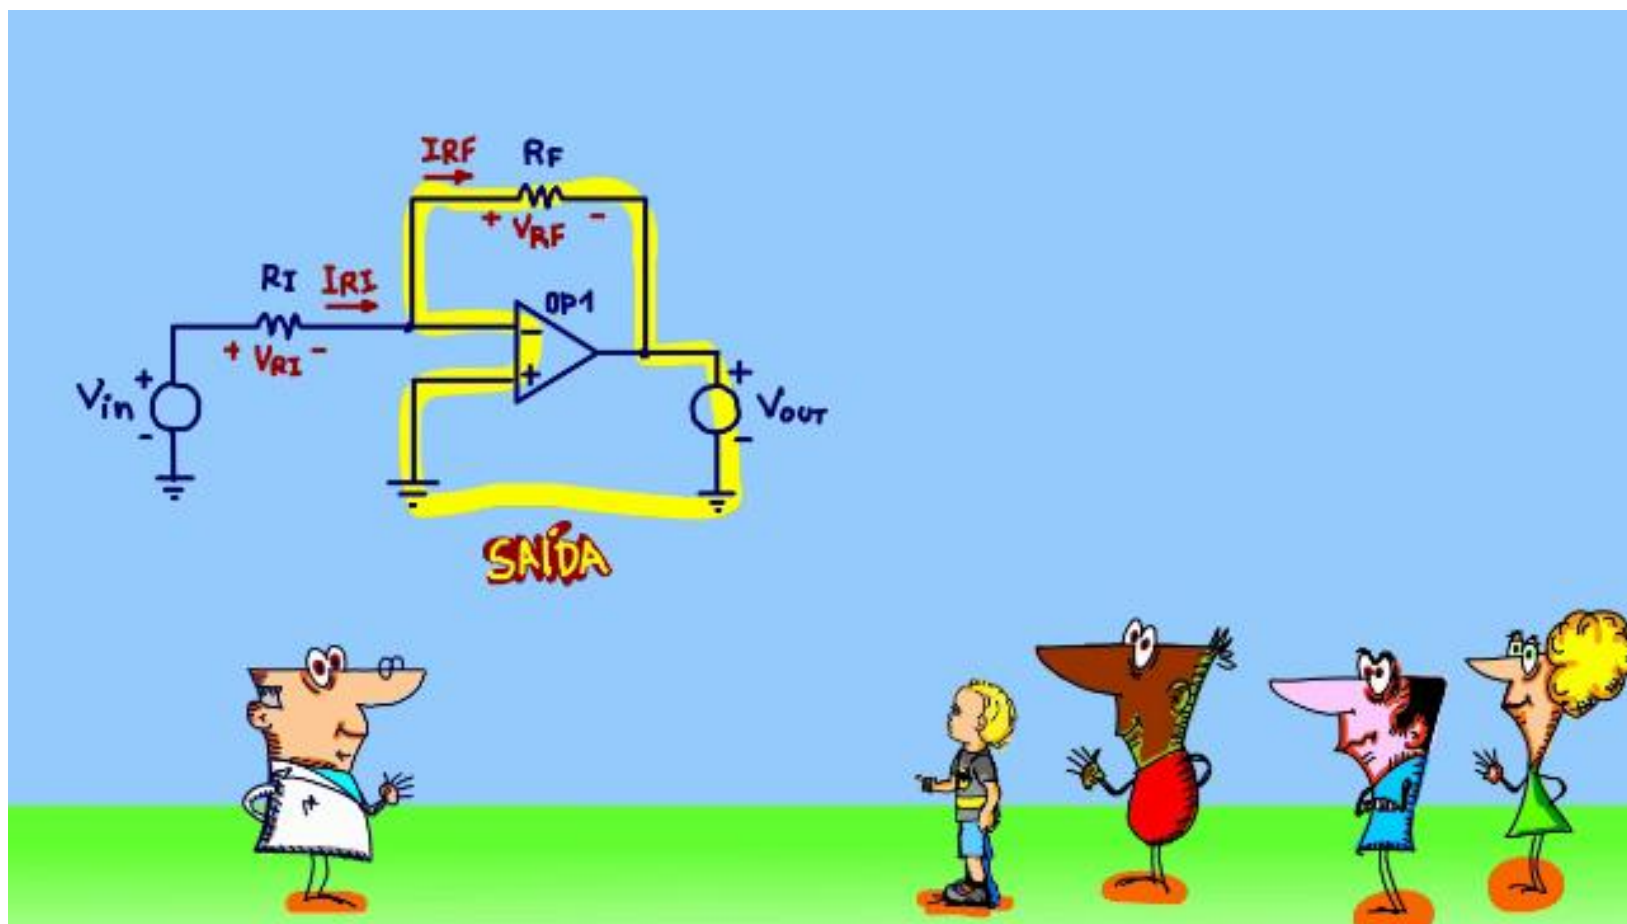 IRF
RF
+ VRF -
RI
IRI
+ VRI -
OP1
-
+
Vin
+
-
+
-
VOUT
SAÍDA